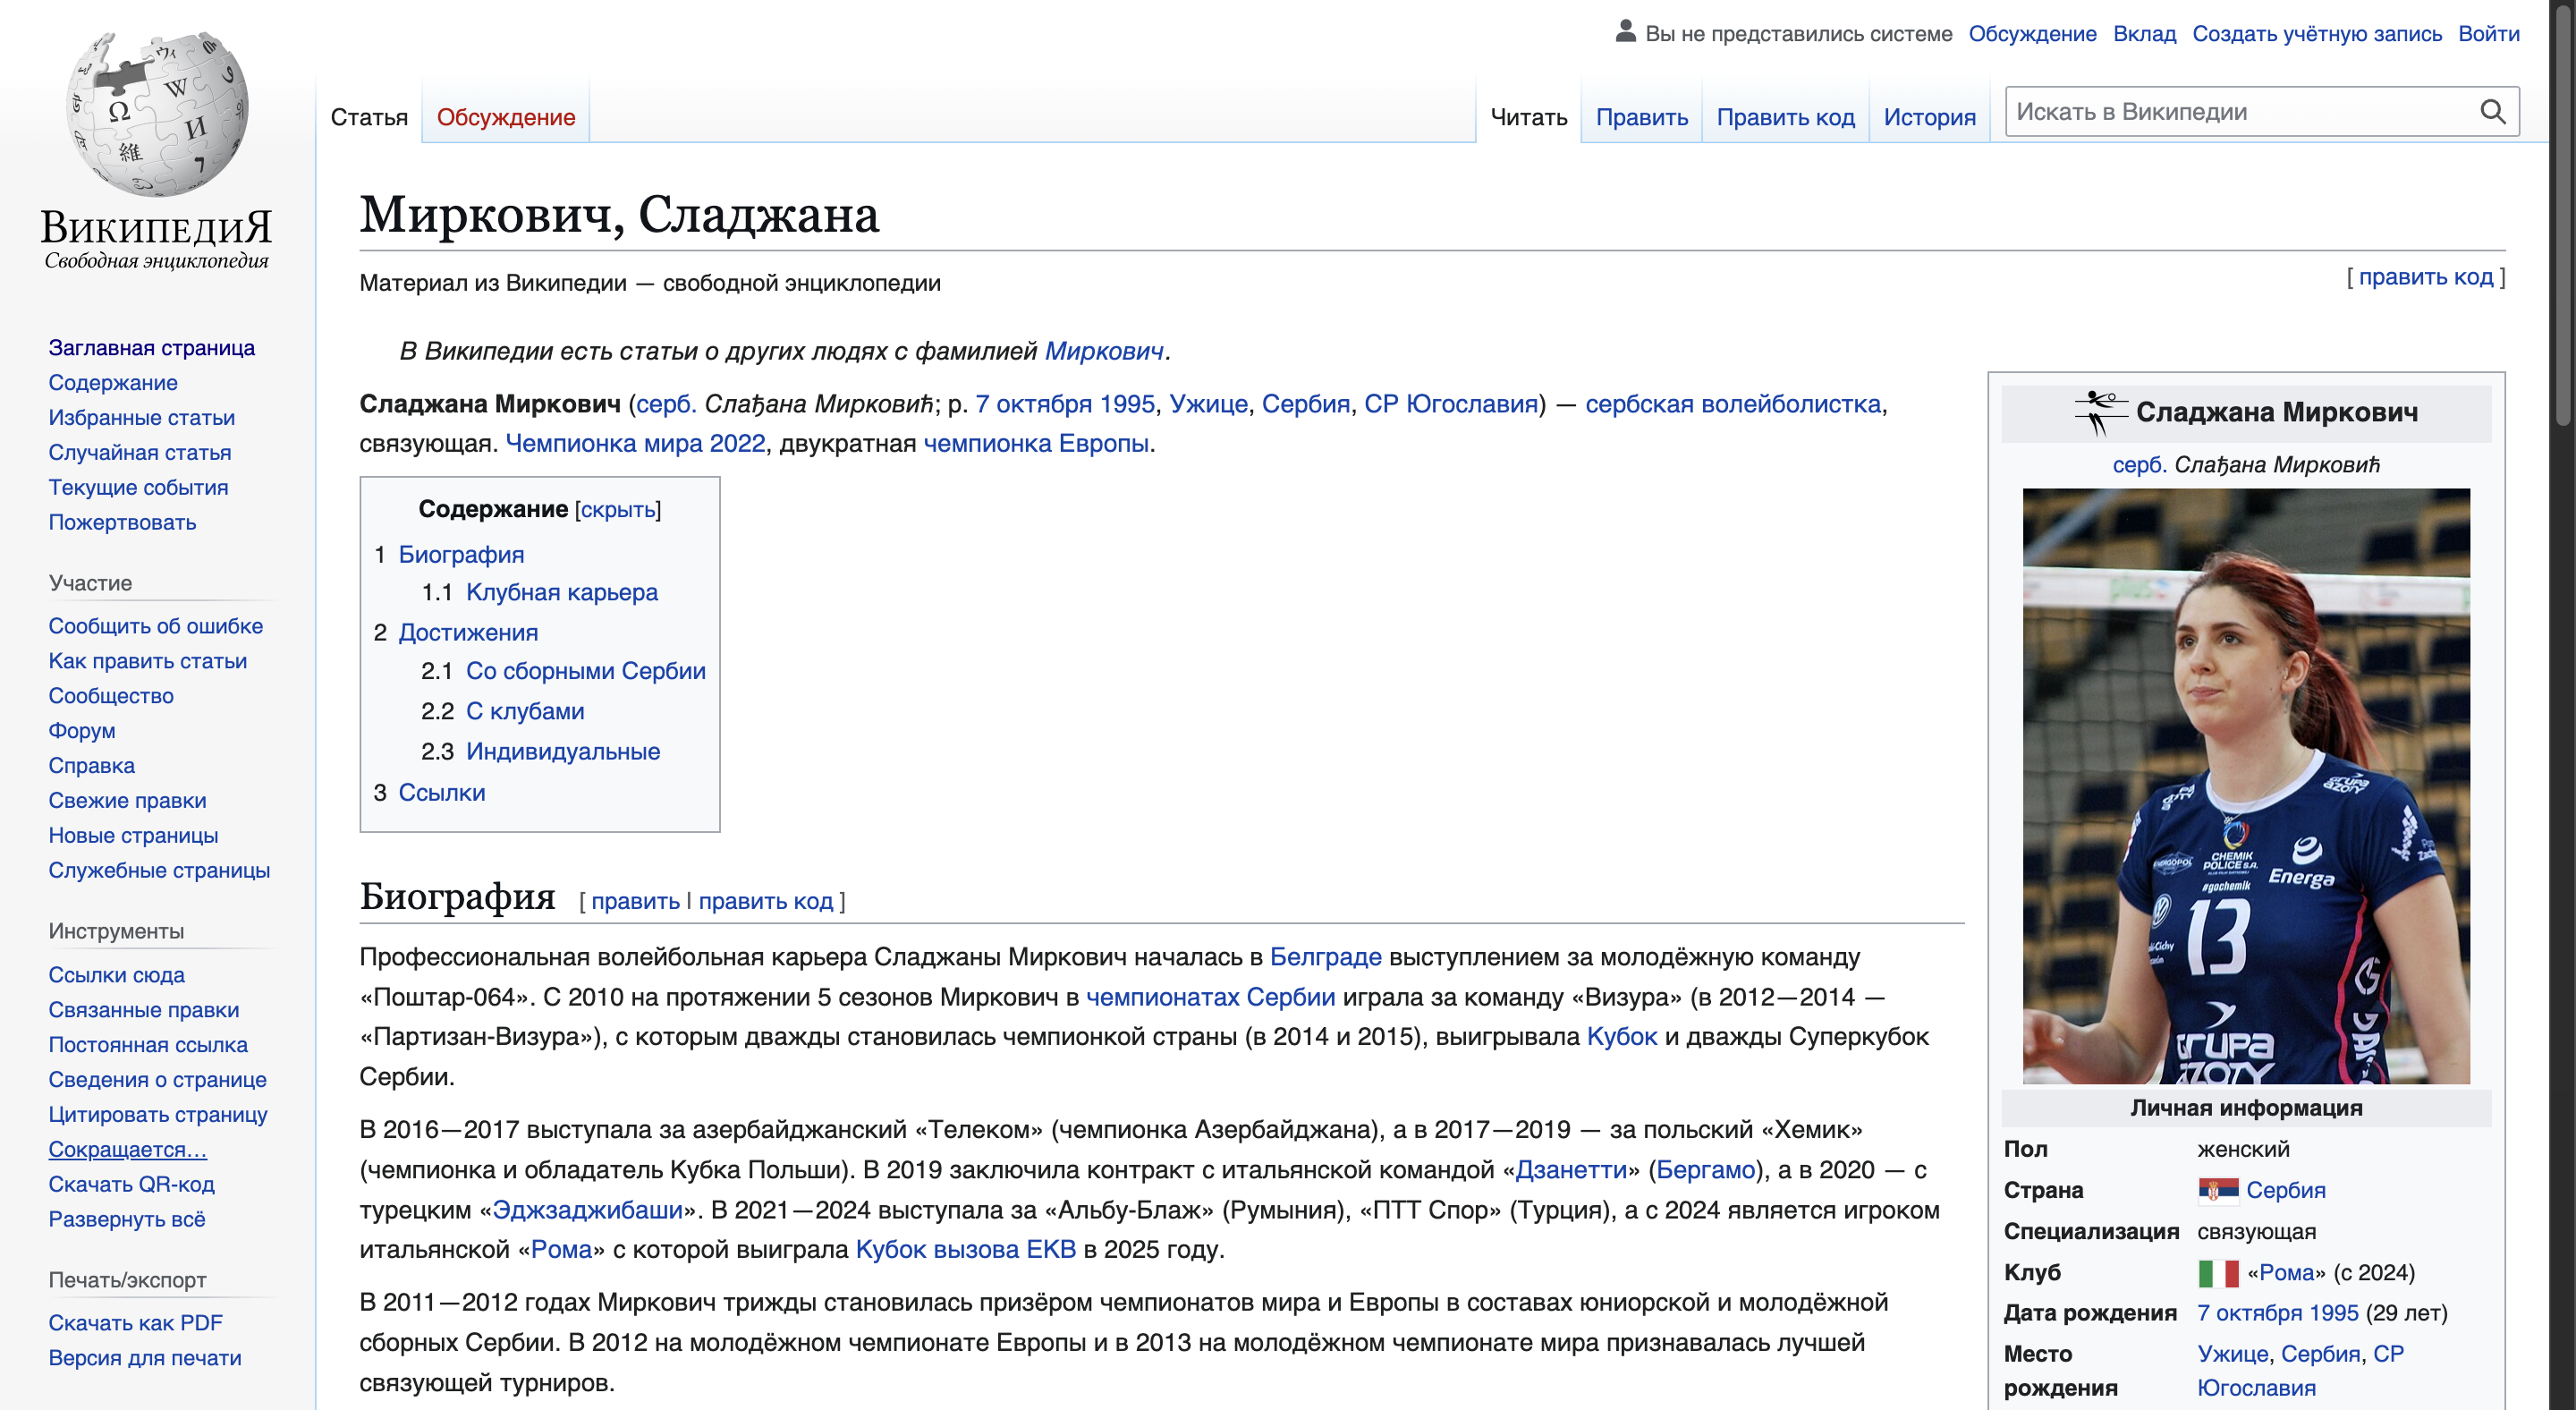 Вы не представились системе Обсуждение Вклад Создать учётную запись Войти
Статья Обсуждение Читать Править Править код История Искать в Википедии
ВикипедиЯ
Свободная энциклопедия
Заглавная страница
Содержание
Избранные статьи
Случайная статья
Текущие события
Пожертвовать
Участие
Сообщить об ошибке
Как править статьи
Сообщество
Форум
Справка
Свежие правки
Новые страницы
Служебные страницы
Инструменты
Ссылки сюда
Связанные правки
Постоянная ссылка
Сведения о странице
Цитировать страницу
Сокращается…
Скачать QR-код
Развернуть всё
Печать/экспорт
Скачать как PDF
Версия для печати
Миркович, Сладжана
Материал из Википедии — свободной энциклопедии
[ править код ]
В Википедии есть статьи о других людях с фамилией Миркович.
Сладжана Миркович (серб. Слађана Мирковић; р. 7 октября 1995, Ужице, Сербия, СР Югославия) — сербская волейболистка,
связующая. Чемпионка мира 2022, двукратная чемпионка Европы.
Содержание [скрыть]
1 Биография
1.1 Клубная карьера
2 Достижения
2.1 Со сборными Сербии
2.2 С клубами
2.3 Индивидуальные
3 Ссылки
Биография [ править | править код ]
Профессиональная волейбольная карьера Сладжаны Миркович началась в Белграде выступлением за молодёжную команду
«Поштар-064». С 2010 на протяжении 5 сезонов Миркович в чемпионатах Сербии играла за команду «Визура» (в 2012—2014 —
«Партизан-Визура»), с которым дважды становилась чемпионкой страны (в 2014 и 2015), выигрывала Кубок и дважды Суперкубок
Сербии.
В 2016—2017 выступала за азербайджанский «Телеком» (чемпионка Азербайджана), а в 2017—2019 — за польский «Хемик»
(чемпионка и обладатель Кубка Польши). В 2019 заключила контракт с итальянской командой «Дзанетти» (Бергамо), а в 2020 — с
турецким «Эджзаджибаши». В 2021—2024 выступала за «Альбу-Блаж» (Румыния), «ПТТ Спор» (Турция), а с 2024 является игроком
итальянской «Рома» с которой выиграла Кубок вызова ЕКВ в 2025 году.
В 2011—2012 годах Миркович трижды становилась призёром чемпионатов мира и Европы в составах юниорской и молодёжной
сборных Сербии. В 2012 на молодёжном чемпионате Европы и в 2013 на молодёжном чемпионате мира признавалась лучшей
связующей турниров.
Сладжана Миркович
серб. Слађана Мирковић
GRUPA
AZOTY
CHEMIK
POLICE S.A.
#gochemik
Energa
13
GRUPA
AZOTY
Личная информация
Пол женский
Страна Сербия
Специализация связующая
Клуб «Рома» (с 2024)
Дата рождения 7 октября 1995 (29 лет)
Место рождения Ужице, Сербия, СР
Югославия